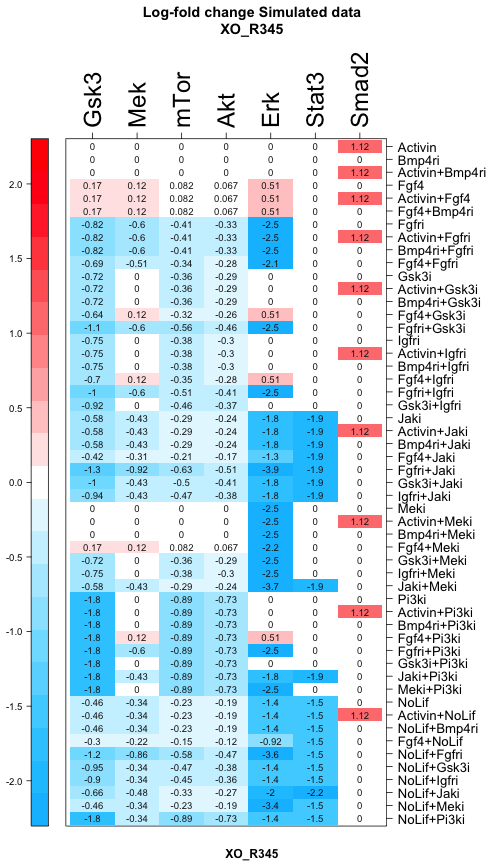 Log-fold change Simulated data
XO_R345
Gsk3 Mek mTor Akt Erk Stat3 Smad2
0 0 0 0 0 0 1.12 Activin
0 0 0 0 0 0 0 Bmp4ri
0 0 0 0 0 0 1.12 Activin+Bmp4ri
0.17 0.12 0.082 0.067 0.51 0 0 Fgf4
0.17 0.12 0.082 0.067 0.51 0 1.12 Activin+Fgf4
0.17 0.12 0.082 0.067 0.51 0 0 Fgf4+Bmp4ri
-0.82 -0.6 -0.41 -0.33 -2.5 0 0 Fgfri
-0.82 -0.6 -0.41 -0.33 -2.5 0 1.12 Activin+Fgfri
-0.82 -0.6 -0.41 -0.33 -2.5 0 0 Bmp4ri+Fgfri
-0.69 -0.51 -0.34 -0.28 -2.1 0 0 Fgf4+Fgfri
-0.72 0 -0.36 -0.29 0 0 0 Gsk3i
-0.72 0 -0.36 -0.29 0 0 1.12 Activin+Gsk3i
-0.72 0 -0.36 -0.29 0 0 0 Bmp4ri+Gsk3i
-0.64 0.12 -0.32 -0.26 0.51 0 0 Fgf4+Gsk3i
-1.1 -0.6 -0.56 -0.46 -2.5 0 0 Fgfri+Gsk3i
-0.75 0 -0.38 -0.3 0 0 0 Igfri
-0.75 0 -0.38 -0.3 0 0 1.12 Activin+Igfri
-0.75 0 -0.38 -0.3 0 0 0 Bmp4ri+Igfri
-0.7 0.12 -0.35 -0.28 0.51 0 0 Fgf4+Igfri
-1 -0.6 -0.51 -0.41 -2.5 0 0 Fgfri+Igfri
-0.92 0 -0.46 -0.37 0 0 0 Gsk3i+Igfri
-0.58 -0.43 -0.29 -0.24 -1.8 -1.9 0 Jaki
-0.58 -0.43 -0.29 -0.24 -1.8 -1.9 1.12 Activin+Jaki
-0.58 -0.43 -0.29 -0.24 -1.8 -1.9 0 Bmp4ri+Jaki
-0.42 -0.31 -0.21 -0.17 -1.3 -1.9 0 Fgf4+Jaki
-1.3 -0.92 -0.63 -0.51 -3.9 -1.9 0 Fgfri+Jaki
-1 -0.43 -0.5 -0.41 -1.8 -1.9 0 Gsk3i+Jaki
-0.94 -0.43 -0.47 -0.38 -1.8 -1.9 0 Igfri+Jaki
0 0 0 0 -2.5 0 0 Meki
0 0 0 0 -2.5 0 1.12 Activin+Meki
0 0 0 0 -2.5 0 0 Bmp4ri+Meki
0.17 0.12 0.082 0.067 -2.2 0 0 Fgf4+Meki
-0.72 0 -0.36 -0.29 -2.5 0 0 Gsk3i+Meki
-0.75 0 -0.38 -0.3 -2.5 0 0 Igfri+Meki
-0.58 -0.43 -0.29 -0.24 -3.7 -1.9 0 Jaki+Meki
-1.8 0 -0.89 -0.73 0 0 0 Pi3ki
-1.8 0 -0.89 -0.73 0 0 1.12 Activin+Pi3ki
-1.8 0 -0.89 -0.73 0 0 0 Bmp4ri+Pi3ki
-1.8 0.12 -0.89 -0.73 0.51 0 0 Fgf4+Pi3ki
-1.8 -0.6 -0.89 -0.73 -2.5 0 0 Fgfri+Pi3ki
-1.8 0 -0.89 -0.73 0 0 0 Gsk3i+Pi3ki
-1.8 -0.43 -0.89 -0.73 -1.8 -1.9 0 Jaki+Pi3ki
-1.8 0 -0.89 -0.73 -2.5 0 0 Meki+Pi3ki
-0.46 -0.34 -0.23 -0.19 -1.4 -1.5 0 NoLif
-0.46 -0.34 -0.23 -0.19 -1.4 -1.5 1.12 Activin+NoLif
-0.46 -0.34 -0.23 -0.19 -1.4 -1.5 0 NoLif+Bmp4ri
-0.3 -0.22 -0.15 -0.12 -0.92 -1.5 0 Fgf4+NoLif
-1.2 -0.86 -0.58 -0.47 -3.6 -1.5 0 NoLif+Fgfri
-0.95 -0.34 -0.47 -0.38 -1.4 -1.5 0 NoLif+Gsk3i
-0.9 -0.34 -0.45 -0.36 -1.4 -1.5 0 NoLif+Igfri
-0.66 -0.48 -0.33 -0.27 -2 -2.2 0 NoLif+Jaki
-0.46 -0.34 -0.23 -0.19 -3.4 -1.5 0 NoLif+Meki
-1.8 -0.34 -0.89 -0.73 -1.4 -1.5 0 NoLif+Pi3ki
2.0
1.5
1.0
0.5
0.0
-0.5
-1.0
-1.5
-2.0
XO_R345